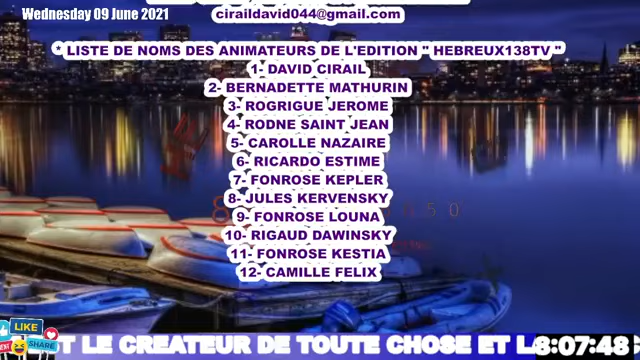 Wednesday 09 June 2021
ciraildavid044@gmail.com
* LISTE DE NOMS DES ANIMATEURS DE L'EDITION " HEBREUX138TV "
1- DAVID CIRAIL
2- BERNADETTE MATHURIN
3- ROGRIGUE JEROME
4- RODNE SAINT JEAN
5- CAROLLE NAZAIRE
6- RICARDO ESTIME
7- FONROSE KEPLER
8- JULES KERVENSKY
9- FONROSE LOUNA
10- RIGAUD DAWINSKY
11- FONROSE KESTIA
12- CAMILLE FELIX
LIKE
SHARE
LE CREATEUR DE TOUTE CHOSE ET
8:07:48